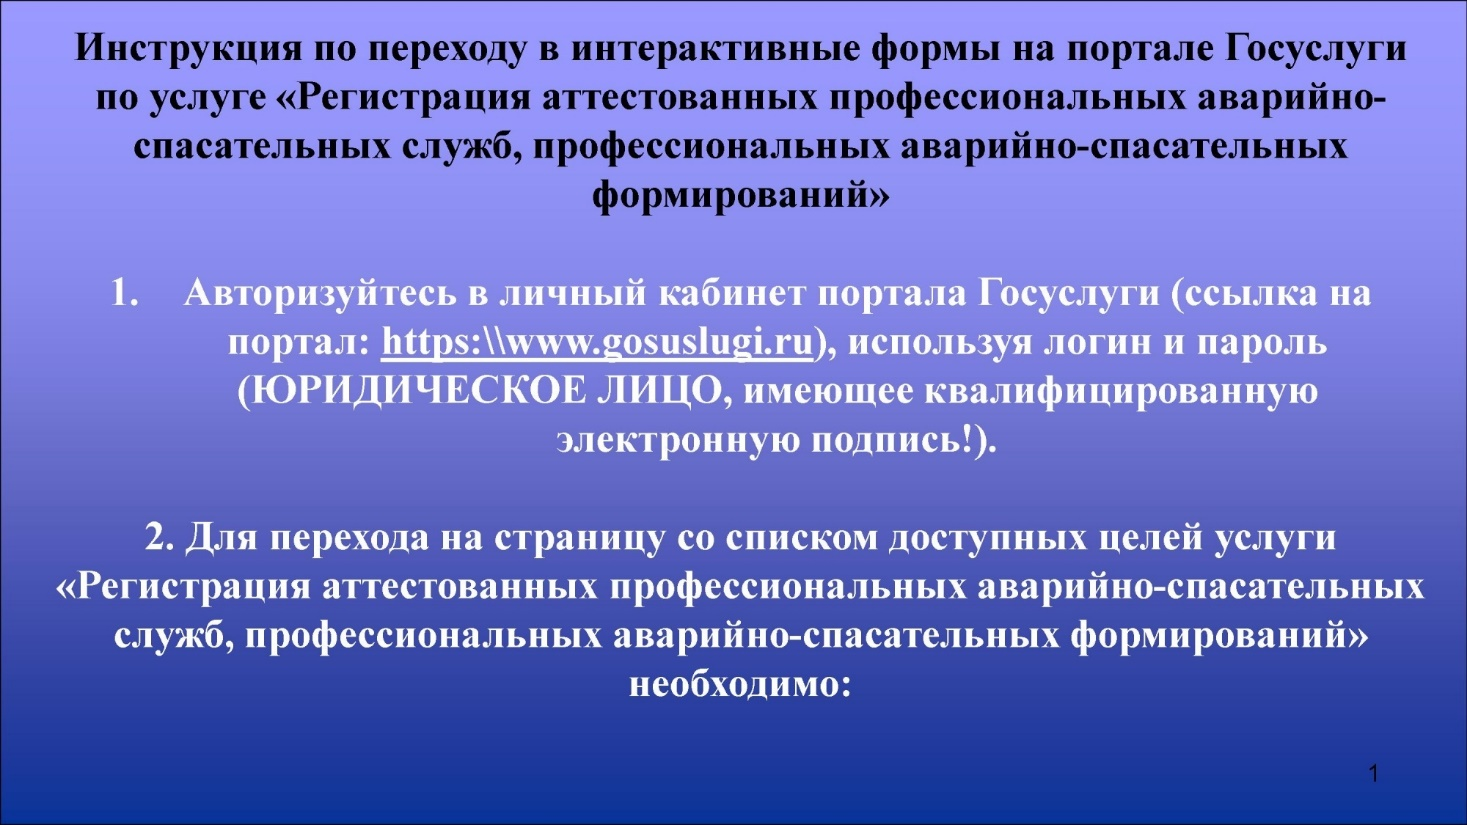 Инструкция по переходу в интерактивные формы на портале Госуслуги
по услуге «Регистрация аттестованных профессиональных аварийно-
спасательных служб, профессиональных аварийно-спасательных
формирований»
1. Авторизуйтесь в личный кабинет портала Госуслуги (ссылка на
портал: https:\\www.gosuslugi.ru), используя логин и пароль
(ЮРИДИЧЕСКОЕ ЛИЦО, имеющее квалифицированную
электронную подпись!).
2. Для перехода на страницу со списком доступных целей услуги
«Регистрация аттестованных профессиональных аварийно-спасательных
служб, профессиональных аварийно-спасательных формирований»
необходимо:
1